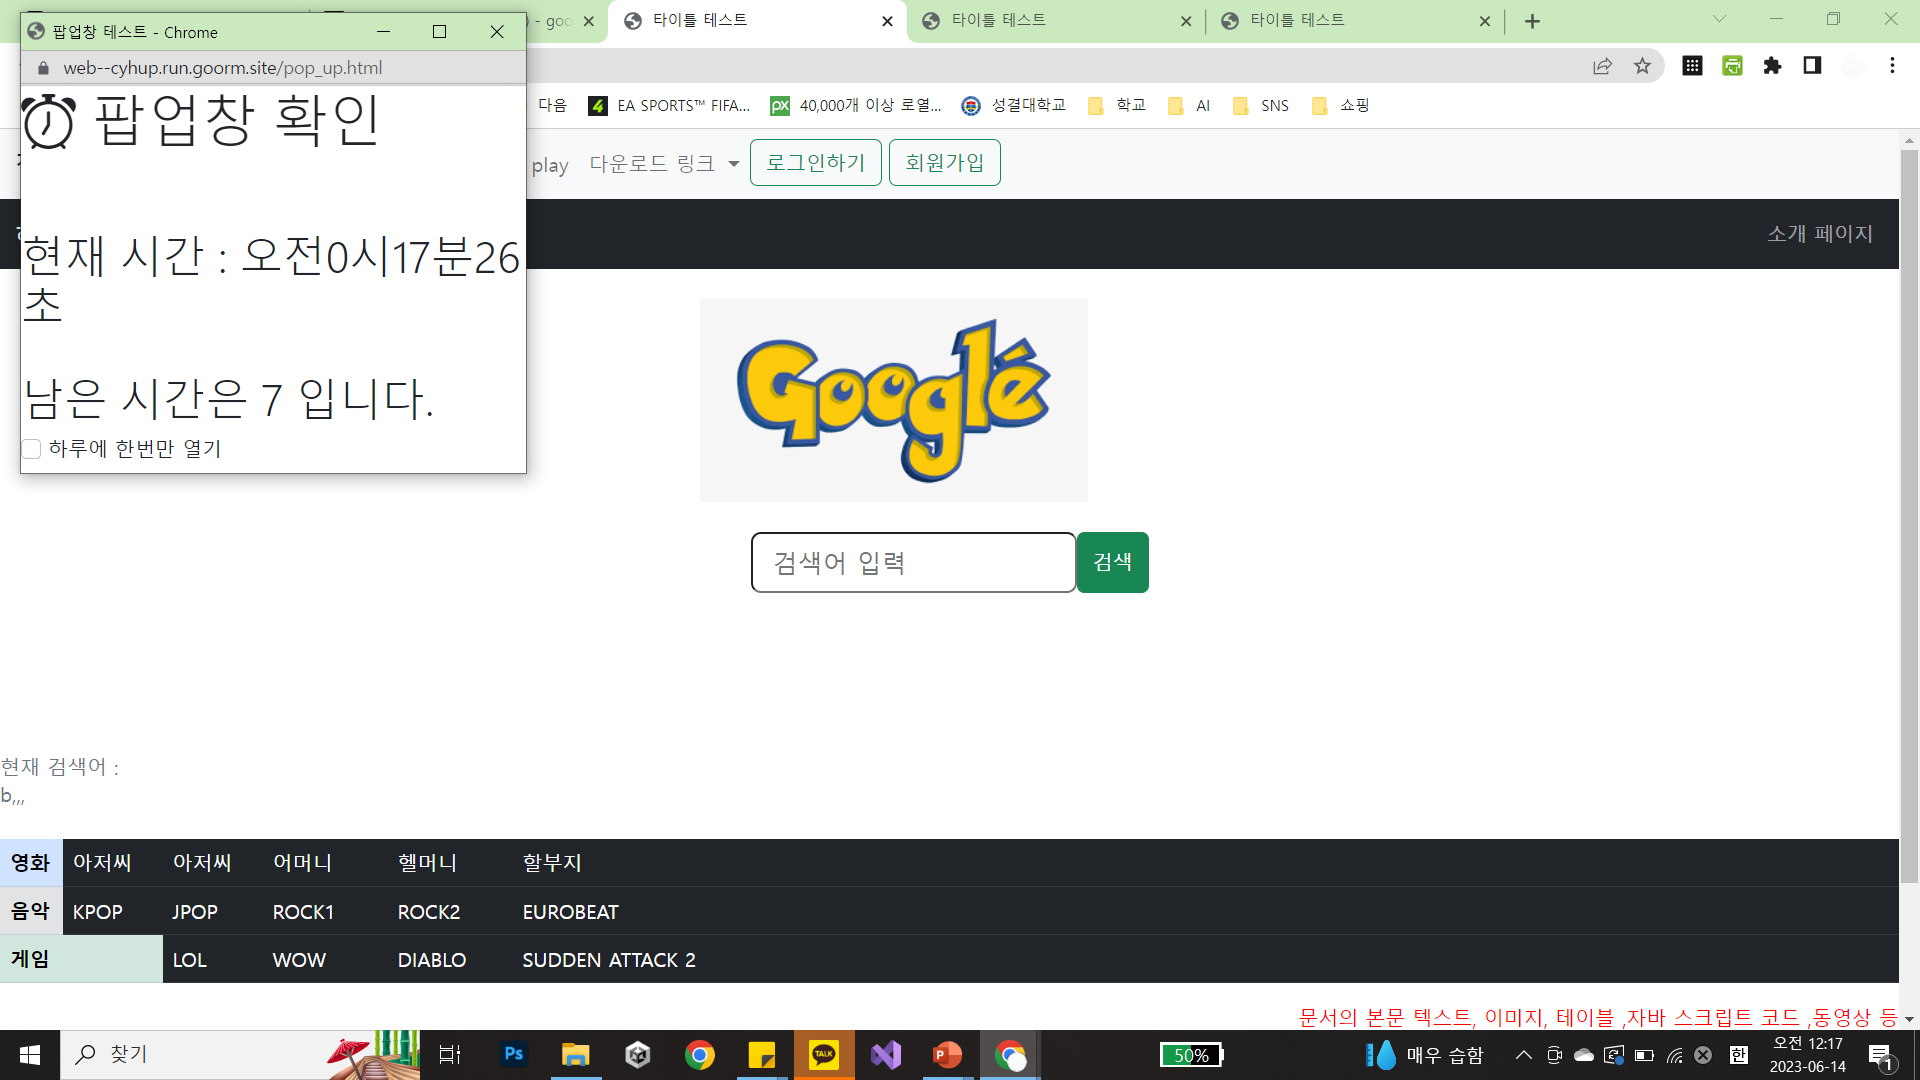 팝업창 테스트 - Chrome
web--cyhup.run.goorm.site/pop_up.html
팝업창 확인
현재 시간 : 오전0시17분26
초
남은 시간은 7 입니다.
하루에 한번만 열기
- goo
타이틀 테스트
타이틀 테스트
타이틀 테스트
다음
4
EA SPORTS™ FIFA...
px
40,000개 이상 로열...
성결대학교
학교
AI
SNS
쇼핑
play
다운로드 링크
로그인하기
회원가입
소개 페이지
Googlé
검색어 입력
검색
현재 검색어 :
b,,,
영화 아저씨 아저씨 어머니 헬머니 할부지
음악 KPOP JPOP ROCK1 ROCK2 EUROBEAT
게임 LOL WOW DIABLO SUDDEN ATTACK 2
문서의 본문 텍스트, 이미지, 테이블 ,자바 스크립트 코드 ,동영상 등
찾기
Ps
TALK
P
50%
매우 습함
한
오전 12:17
2023-06-14
1